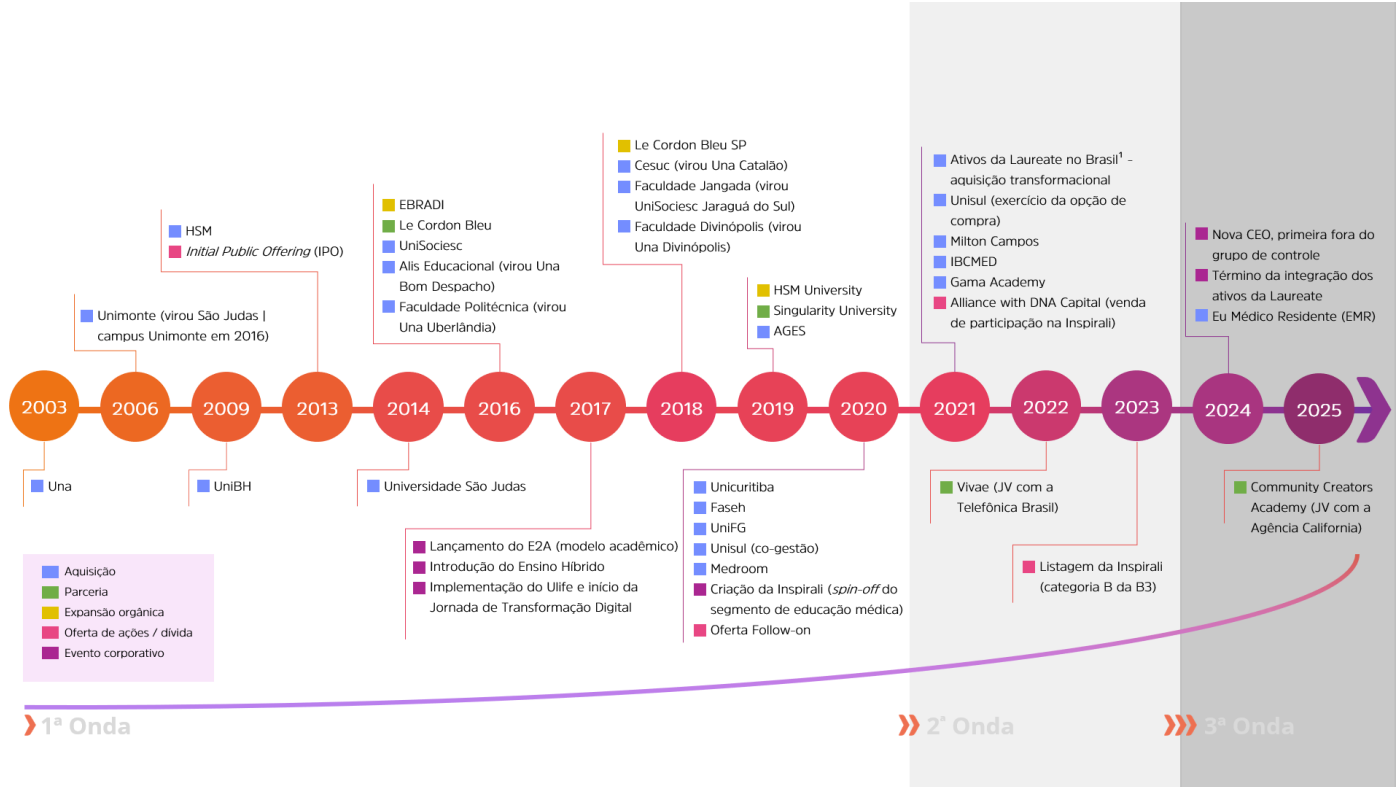 Le Cordon Bleu SP
Cesuc (virou Una Catalão)
Faculdade Jangada (virou
UniSociesc Jaraguá do Sul)
Faculdade Divinópolis (virou
Una Divinópolis)
Ativos da Laureate no Brasil¹ -
aquisição transformacional
Unisul (exercício da opção de
compra)
Milton Campos
IBCMED
Gama Academy
Alliance with DNA Capital (venda
de participação na Inspirali)
EBRADI
Le Cordon Bleu
UniSociesc
Alis Educacional (virou Una
Bom Despacho)
Faculdade Politécnica (virou
Una Uberlândia)
HSM
Initial Public Offering (IPO)
Nova CEO, primeira fora do
grupo de controle
Término da integração dos
ativos da Laureate
Eu Médico Residente (EMR)
HSM University
Singularity University
AGES
Unimonte (virou São Judas |
campus Unimonte em 2016)
2003
2006
2009
2013
2014
2016
2017
2018
2019
2020
2021
2022
2023
2024
2025
Una
UniBH
Universidade São Judas
Lançamento do E2A (modelo acadêmico)
Introdução do Ensino Híbrido
Implementação do Ulife e início da
Jornada de Transformação Digital
Unicuritiba
Faseh
UniFG
Unisul (co-gestão)
Medroom
Criação da Inspirali (spin-off do
segmento de educação médica)
Oferta Follow-on
Vivae (JV com a
Telefônica Brasil)
Listagem da Inspirali
(categoria B da B3)
Community Creators
Academy (JV com a
Agência California)
Aquisição
Parceria
Expansão orgânica
Oferta de ações / dívida
Evento corporativo
1ª Onda
2ª Onda
3ª Onda